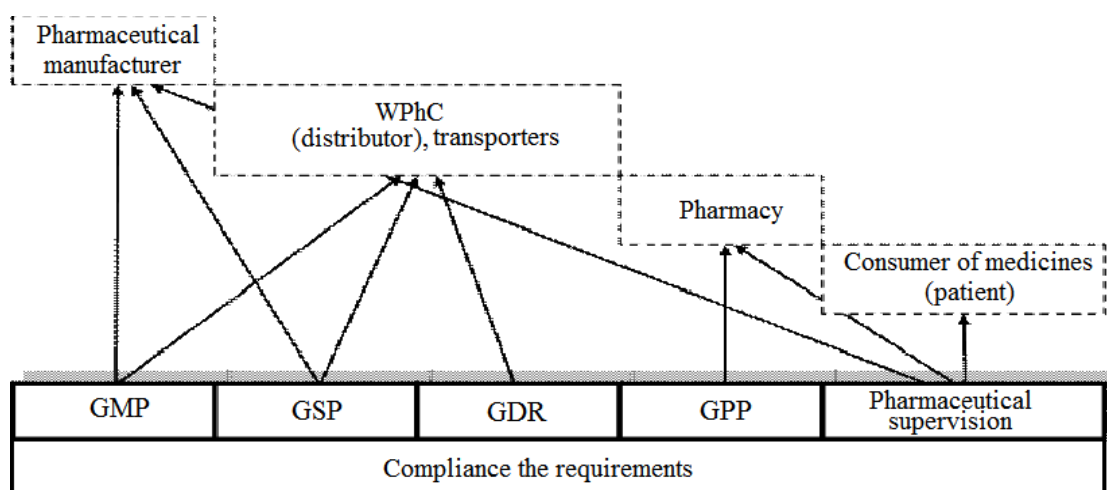 Pharmaceutical
manufacturer
WPhC
(distributor), transporters
Pharmacy
Consumer of medicines
(patient)
GMP
GSP
GDR
GPP
Pharmaceutical
supervision
Compliance the requirements